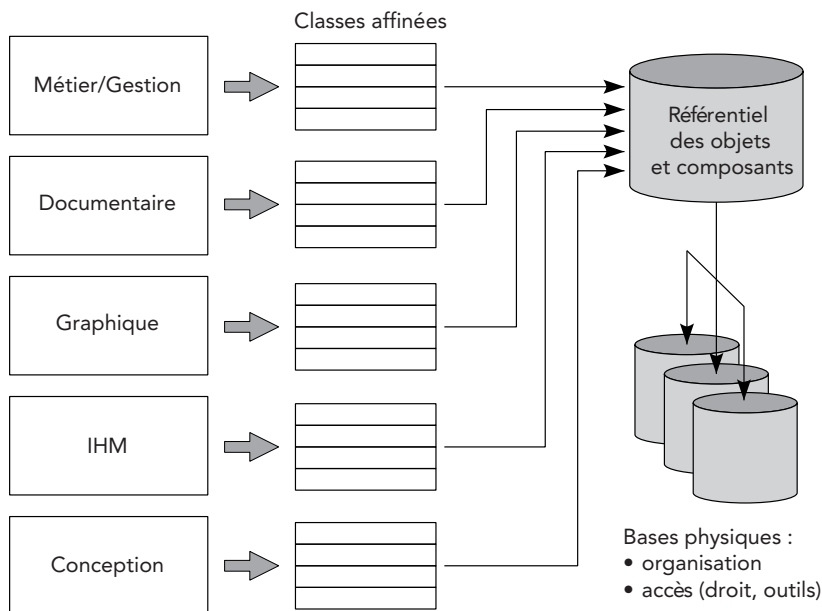 Classes affinées
Métier/Gestion
Référentiel
des objets
et composants
Documentaire
Graphique
IHM
Conception
Bases physiques :
• organisation
• accès (droit, outils)